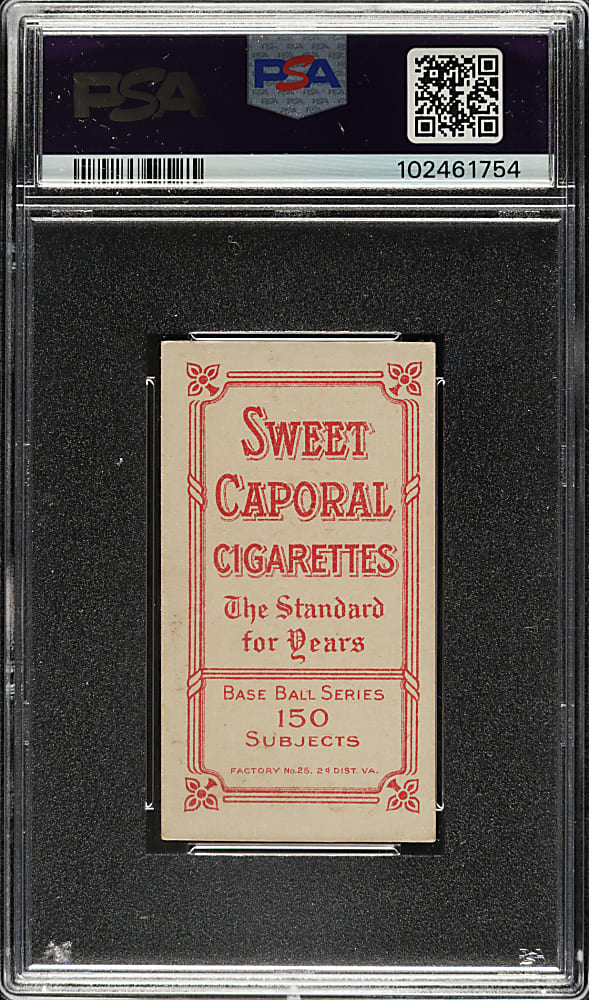 PSA
PSA
102461754
SWEET
CAPORAL
CIGARETTES
The Standard
for Years
BASE BALL SERIES
150
SUBJECTS
FACTORY No. 25, 2d DIST. VA.